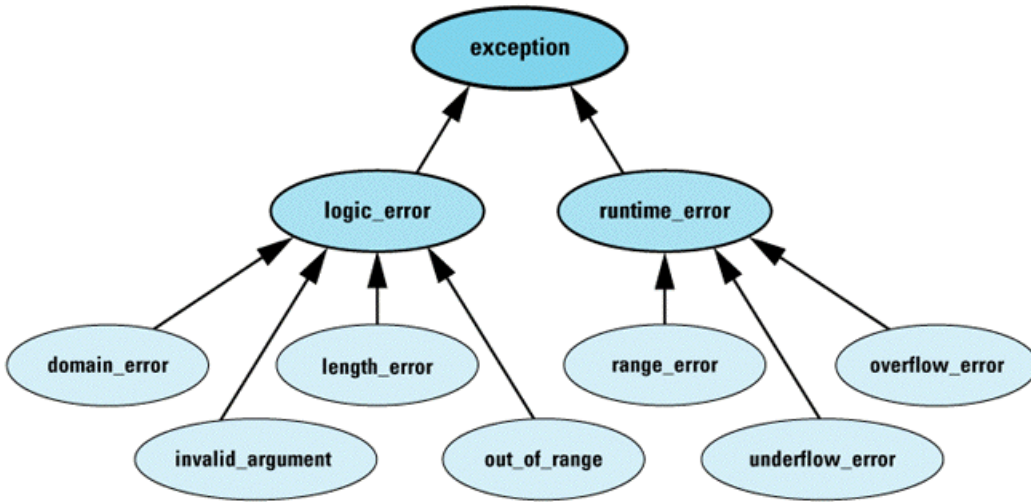 exception
logic_error
runtime_error
domain_error
length_error
range_error
overflow_error
invalid_argument
out_of_range
underflow_error